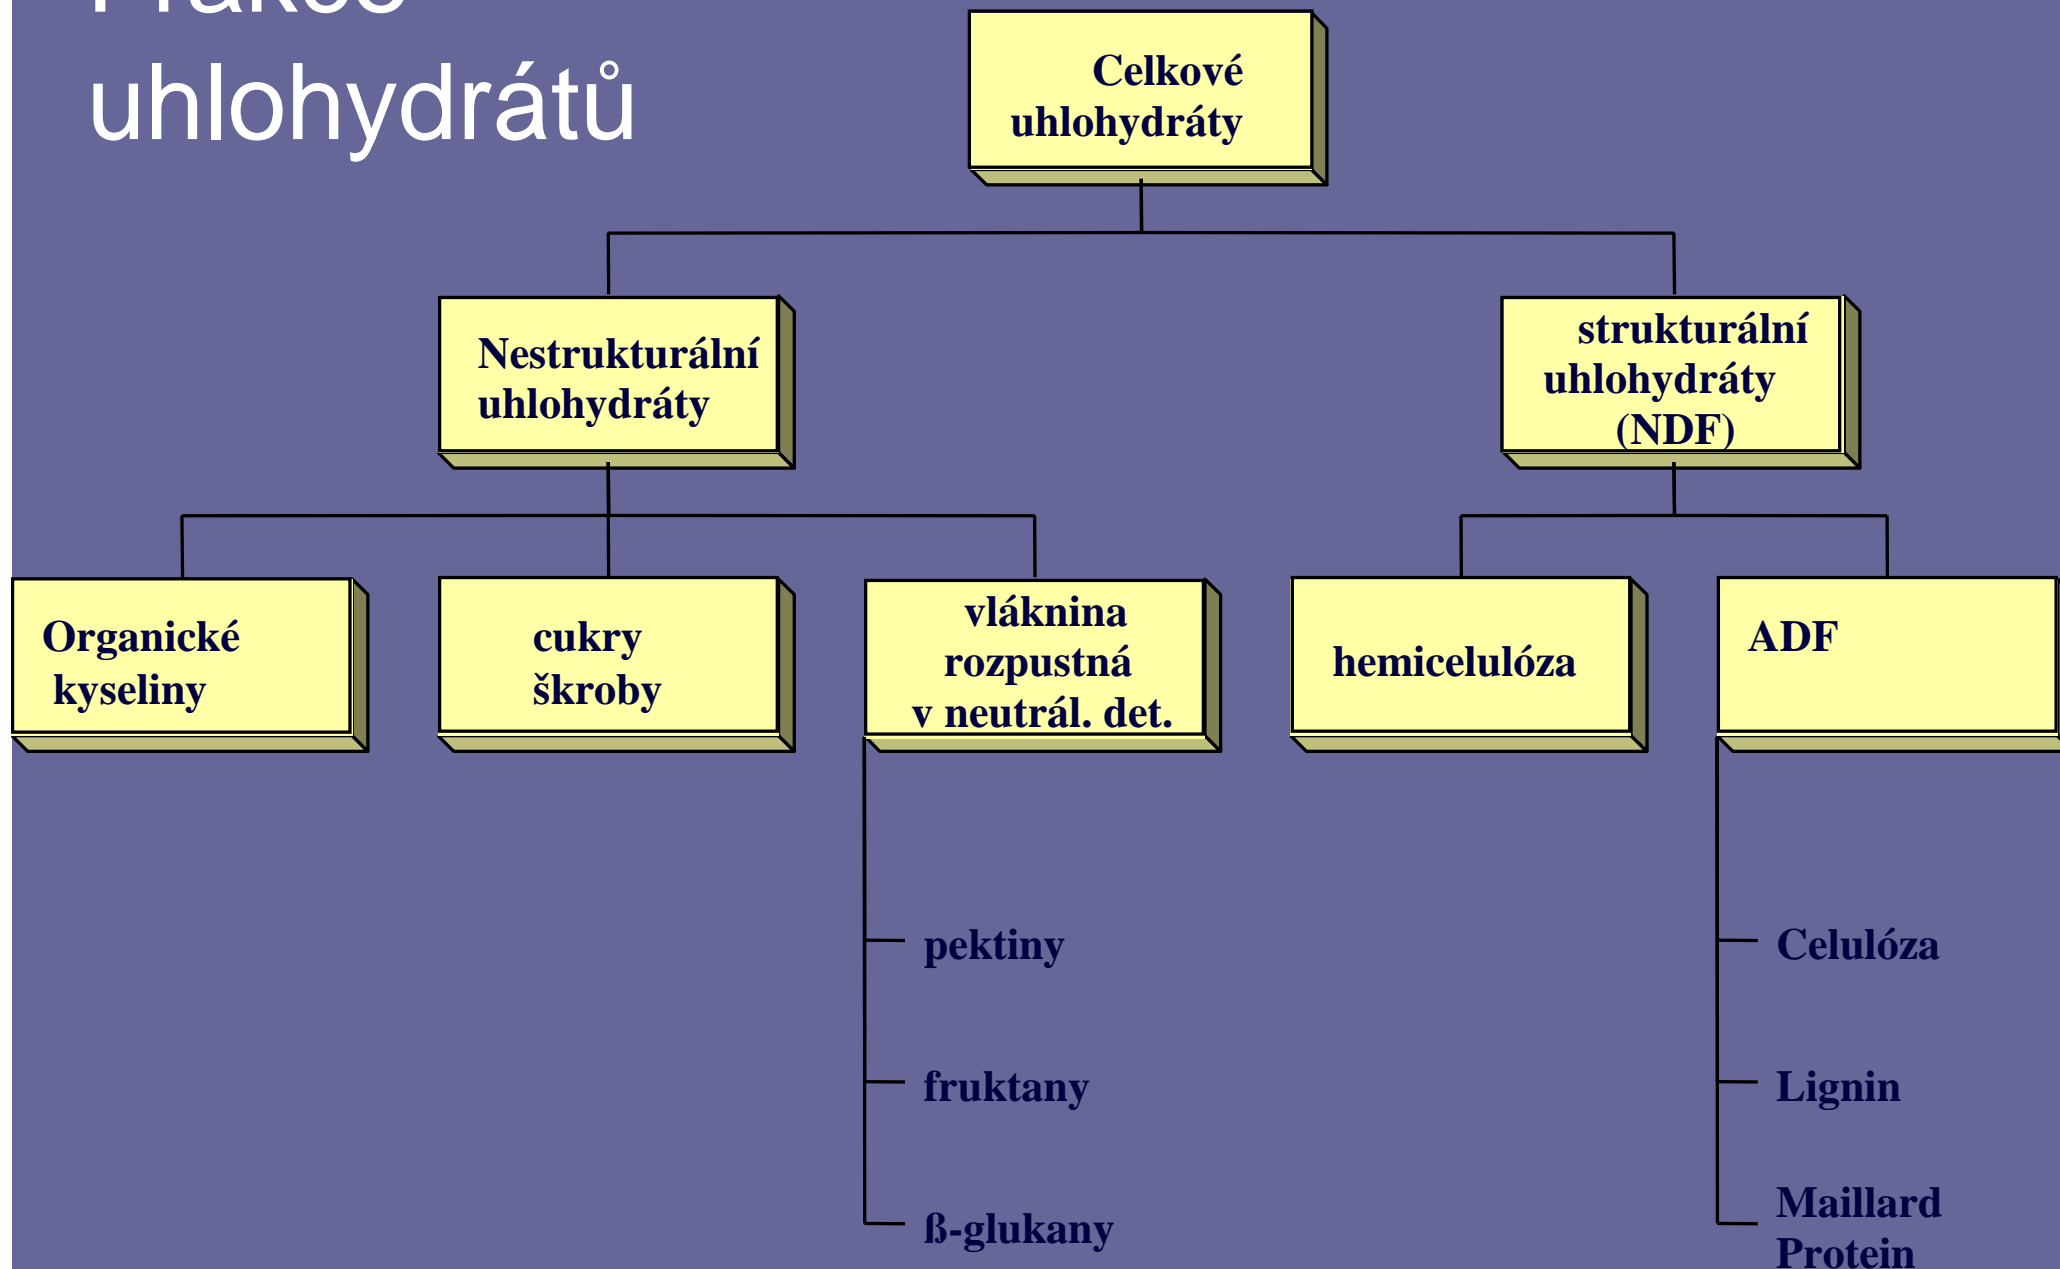 uhlohydrátů
Celkové
uhlohydráty
Nestrukturální
uhlohydráty
strukturální
uhlohydráty
(NDF)
Organické
kyseliny
cukry
škroby
vláknina
rozpustná
v neutrál. det.
hemicelulóza
ADF
pektiny
fruktany
ß-glukany
Celulóza
Lignin
Maillard
Protein